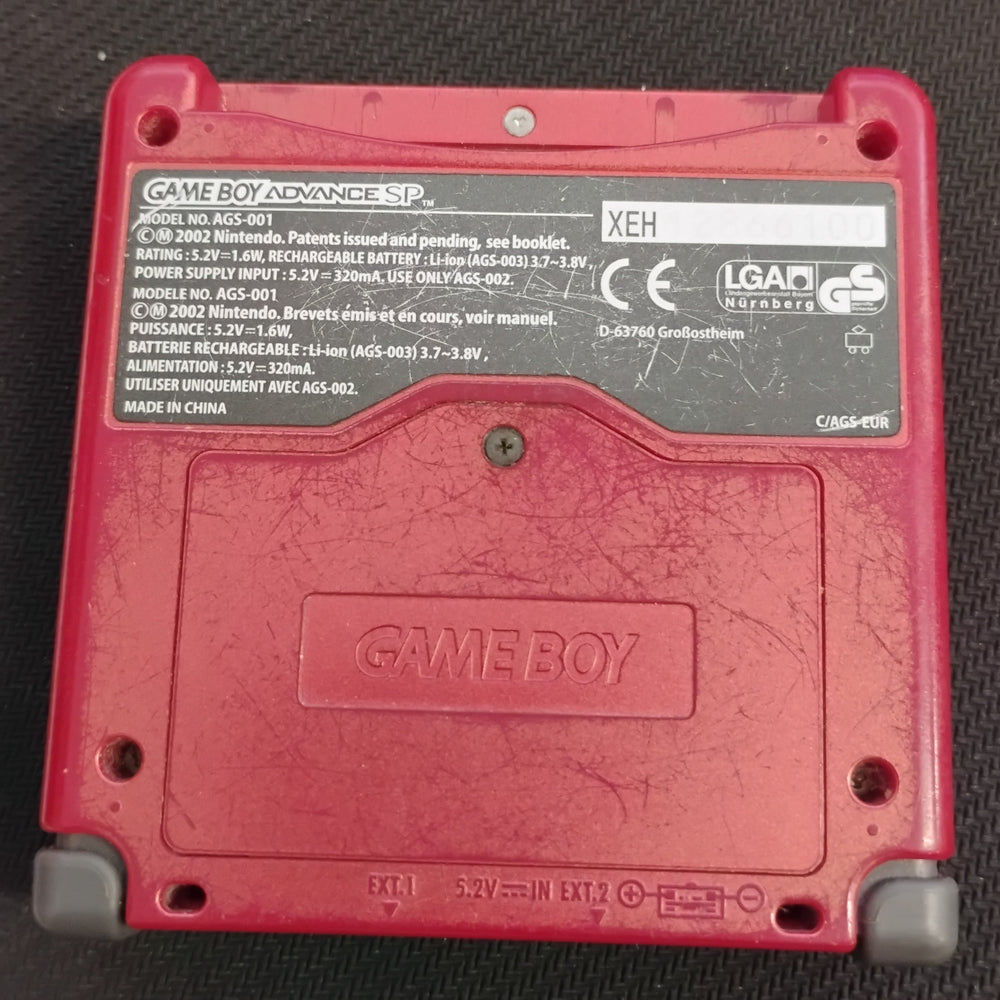 GAME BOY ADVANCE SP™
MODEL NO. AGS-001
©Ⓜ 2002 Nintendo. Patents issued and pending, see booklet.
RATING : 5.2V⎓1.6W, RECHARGEABLE BATTERY : Li-ion (AGS-003) 3.7~3.8V ,
POWER SUPPLY INPUT : 5.2V⎓320mA. USE ONLY AGS-002.
MODELE NO. AGS-001
©Ⓜ 2002 Nintendo. Brevets émis et en cours, voir manuel.
PUISSANCE : 5.2V⎓1.6W,
BATTERIE RECHARGEABLE : Li-ion (AGS-003) 3.7~3.8V ,
ALIMENTATION : 5.2V⎓320mA.
UTILISER UNIQUEMENT AVEC AGS-002.
MADE IN CHINA
XEH
CE
LGA
Landesgewerbeanstalt Bayern
Nürnberg
GS
geprüfte
Sicherheit
D-63760 Großostheim
C/AGS-EUR
GAME BOY
EXT.1
5.2V⎓IN EXT.2